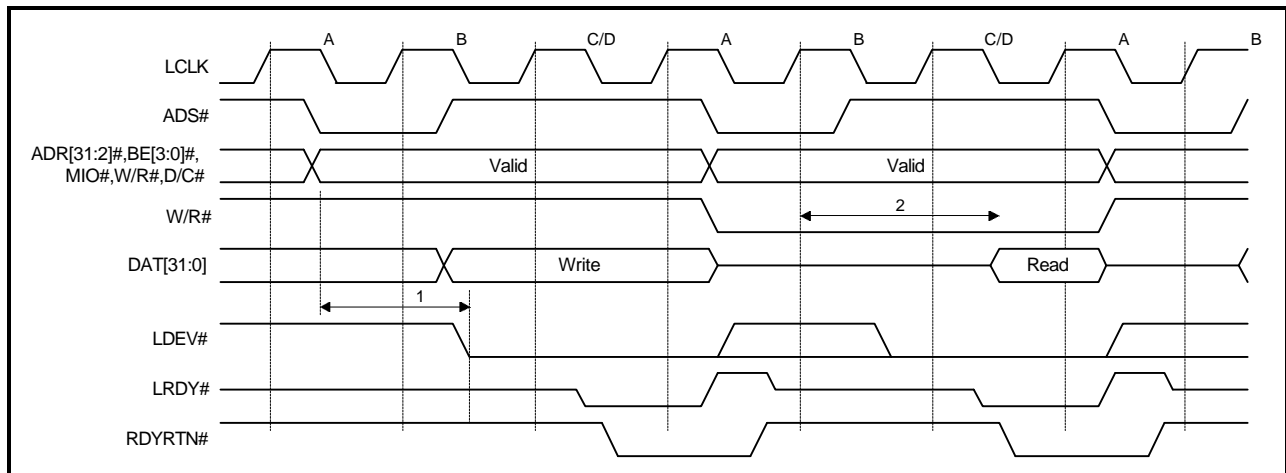 A B C/D A B C/D A B
LCLK
ADS#
ADR[31:2]#,BE[3:0]#,
MIO#,W/R#,D/C#
Valid Valid
W/R#
2
DAT[31:0]
Write Read
1
LDEV#
LRDY#
RDYRTN#